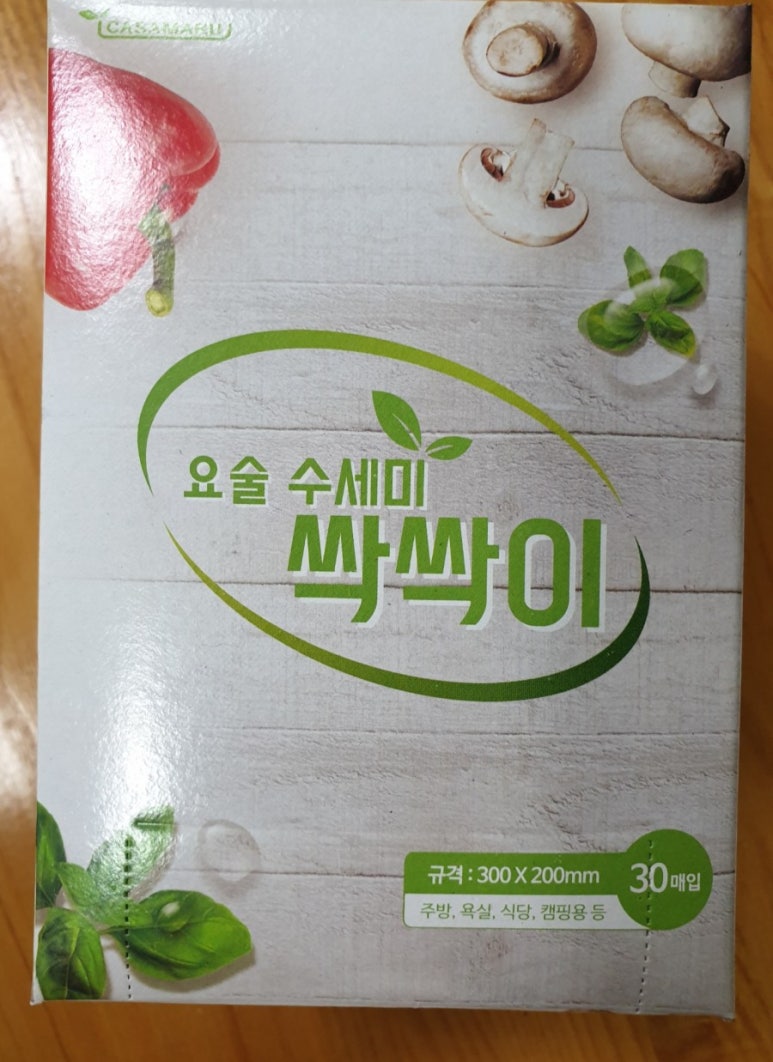 CASAMARU
요술 수세미
싹싹이
규격 : 300 X 200mm
30매입
주방, 욕실, 식당, 캠핑용 등